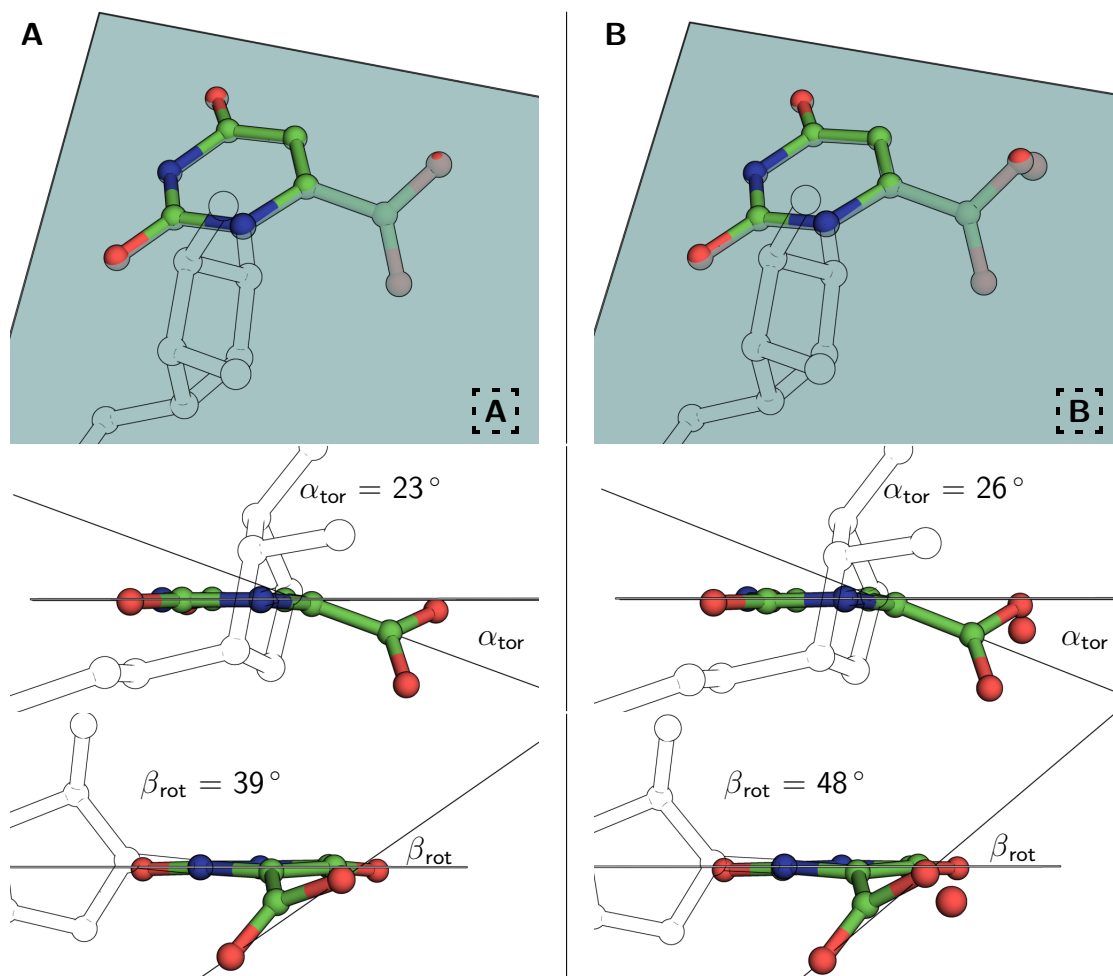 A
B
A
B
α_tor = 23°
α_tor = 26°
α_tor
α_tor
β_rot = 39°
β_rot = 48°
β_rot
β_rot